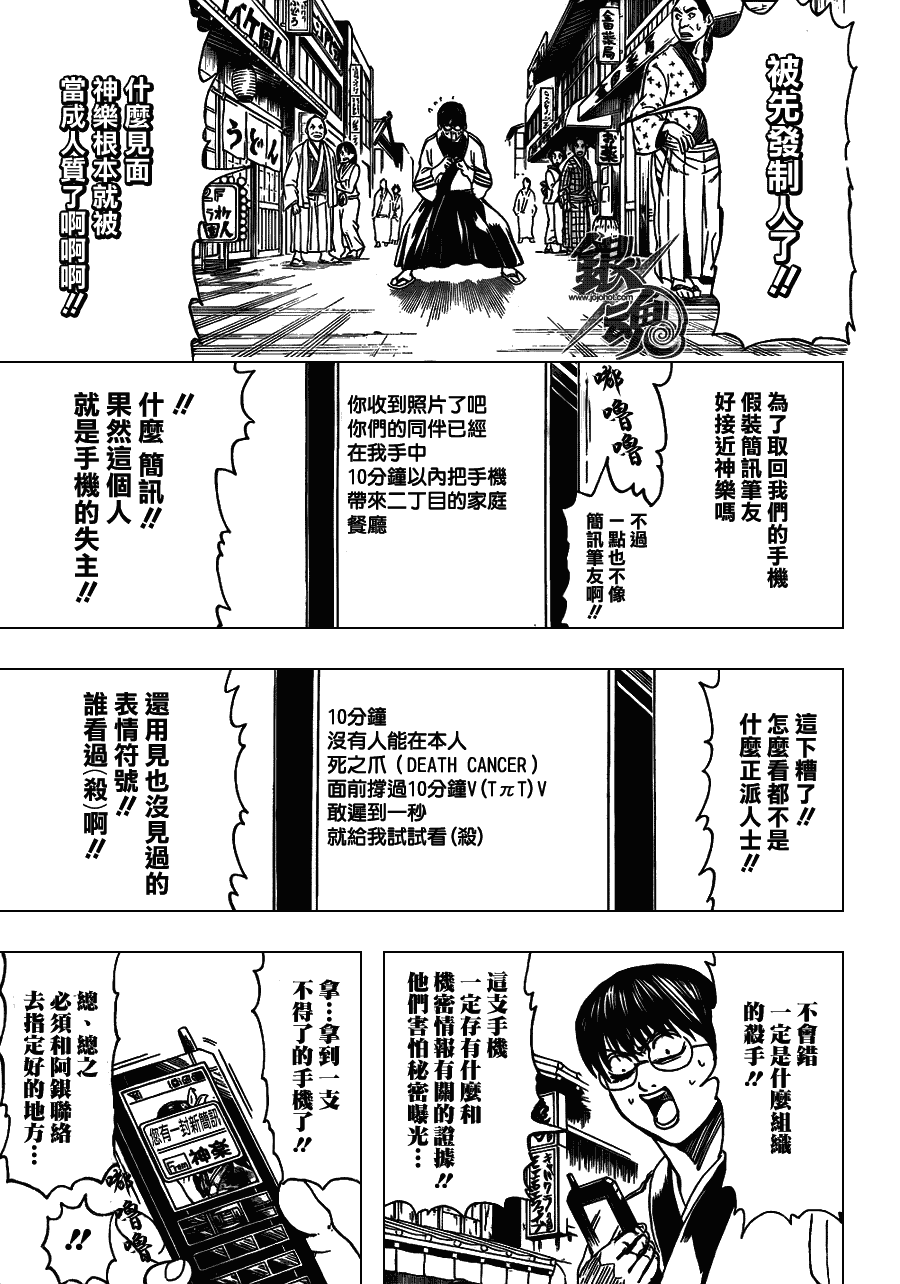 被先發制人了!!
什麼見面
神樂根本就被
當成人質了啊啊啊!!
うどん
銀魂
www.jojohot.com
為了取回我們的手機
假裝簡訊筆友
好接近神樂嗎
嘟嚕嚕
不過
一點也不像
簡訊筆友啊!!
你收到照片了吧
你們的同伴已經
在我手中
10分鐘以內把手機
帶來二丁目的家庭
餐廳
!!
什麼 簡訊!!
果然這個人
就是手機的失主!!
這下糟了!!
怎麼看都不是
什麼正派人士!!
10分鐘
沒有人能在本人
死之爪(DEATH CANCER)
面前撐過10分鐘V(TπT)V
敢遲到一秒
就給我試試看(殺)
還用見也沒見過的
表情符號!!
誰看過(殺)啊!!
不會錯
一定是什麼組織
的殺手!!
這支手機
一定存有什麼和
機密情報有關的證據!!
他們害怕秘密曝光…
拿…拿到一支
不得了的手機了!!
總、總之
必須和阿銀聯絡
去指定好的地方…
您有一封新簡訊
From 神楽
嘟嚕嚕
!!